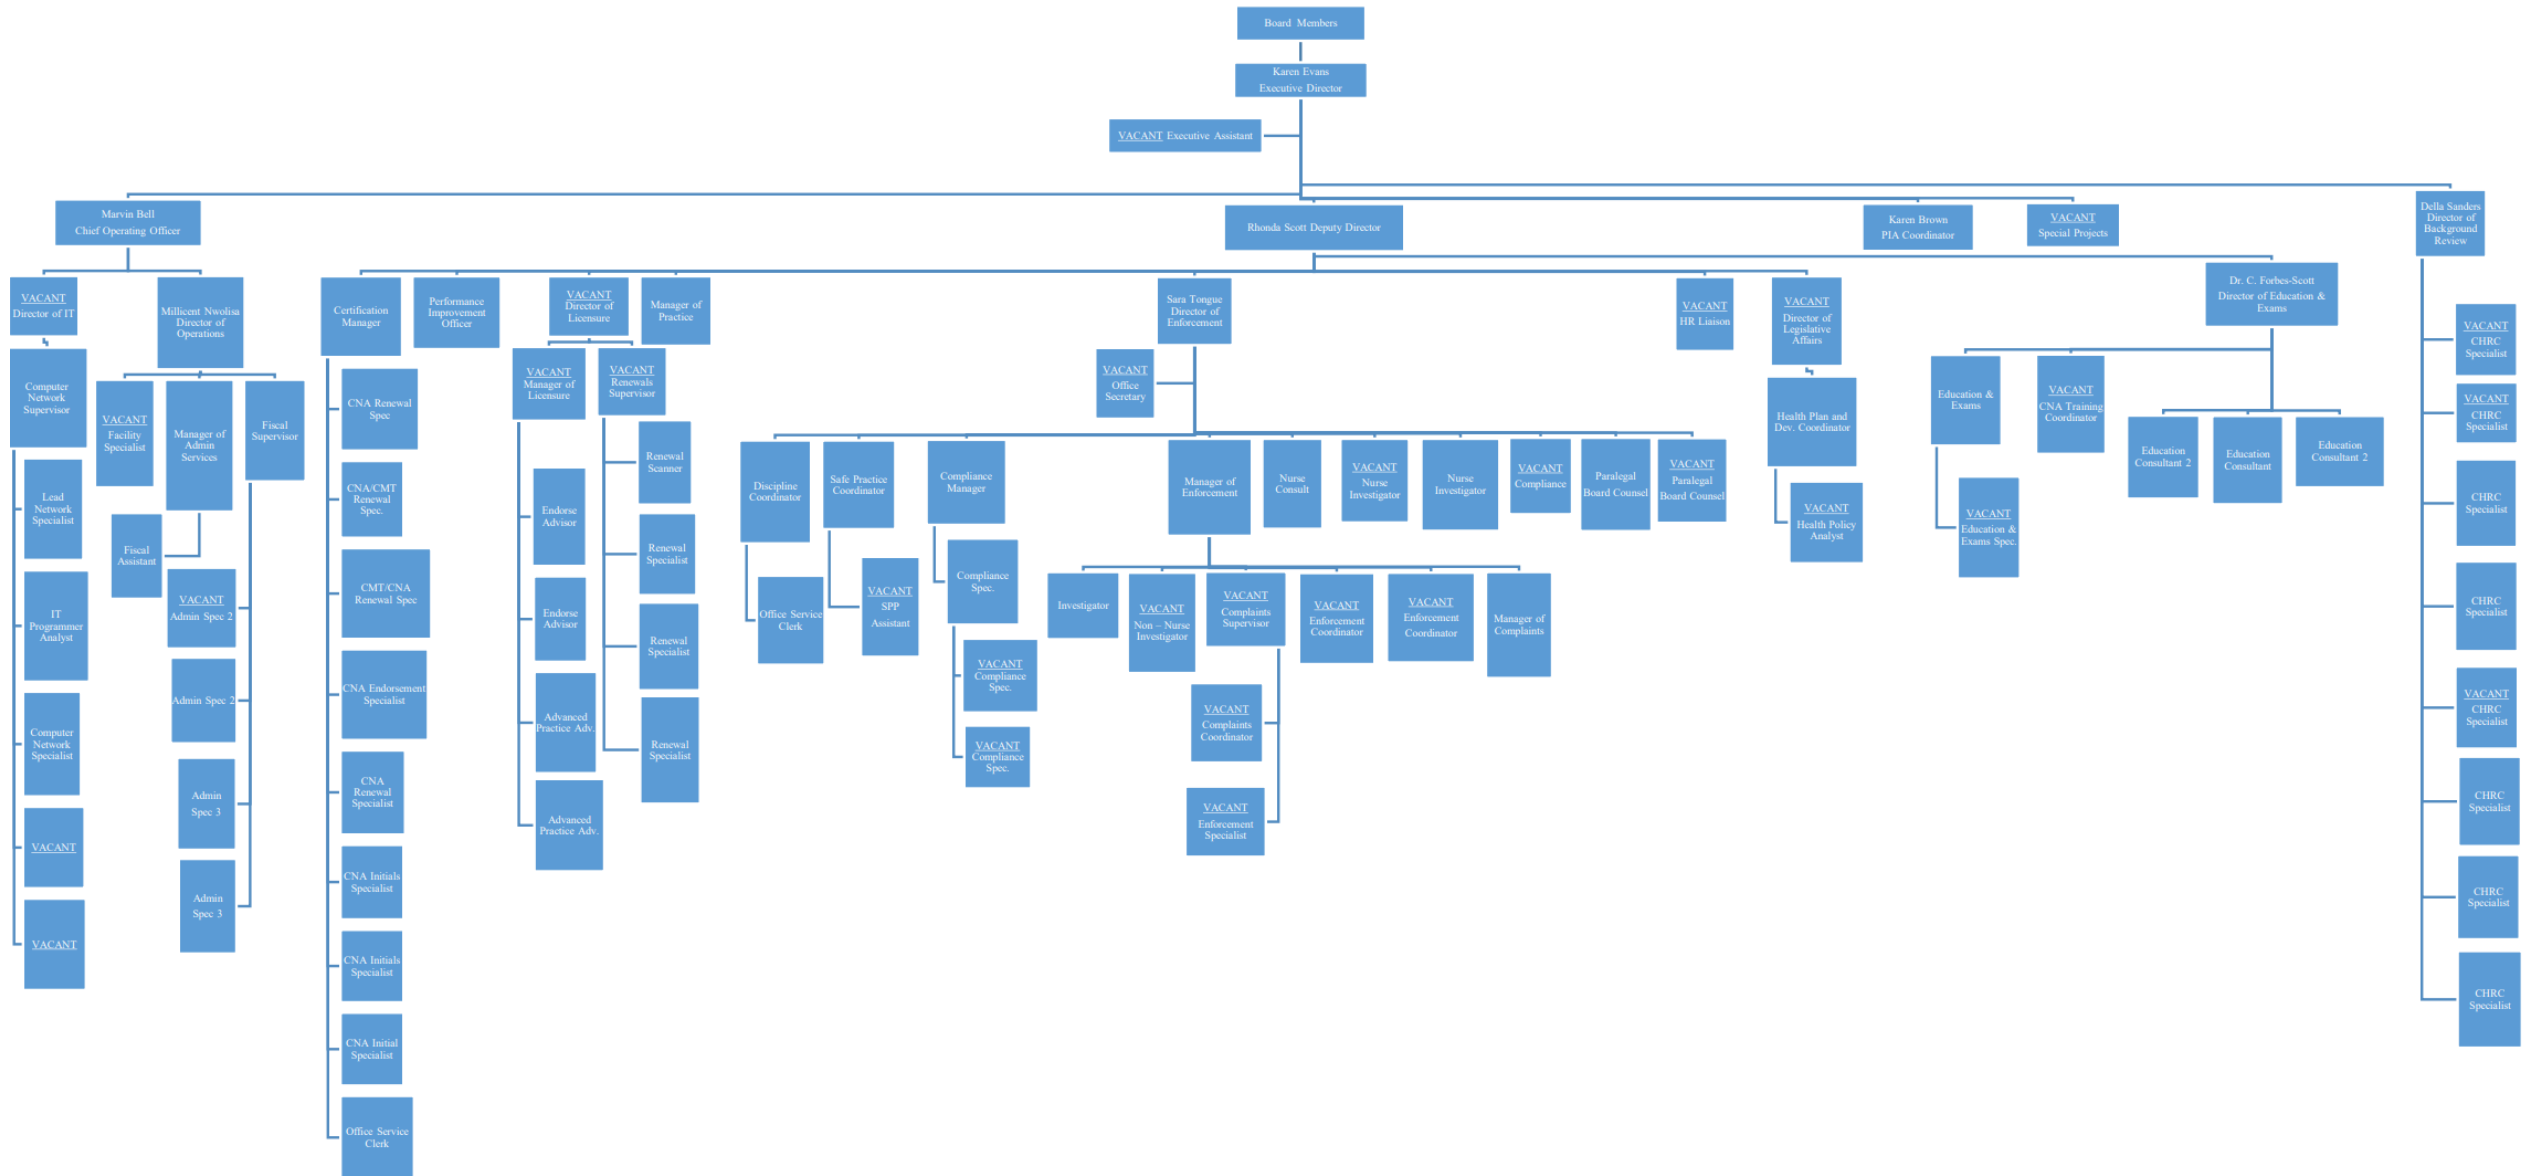 Board Members
Karen Evans
Executive Director
VACANT Executive Assistant
Marvin Bell
Chief Operating Officer
Rhonda Scott Deputy Director
Karen Brown
PIA Coordinator
VACANT
Special Projects
Della Sanders
Director of
Background
Review
VACANT
Director of IT
Millicent Nwolisa
Director of
Operations
Certification
Manager
Performance
Improvement
Officer
VACANT
Director of
Licensure
Manager of
Practice
Sara Tongue
Director of
Enforcement
VACANT
HR Liaison
VACANT
Director of
Legislative
Affairs
Dr. C. Forbes-Scott
Director of Education &
Exams
Computer
Network
Supervisor
Lead
Network
Specialist
IT
Programmer
Analyst
Computer
Network
Specialist
VACANT
VACANT
VACANT
Facility
Specialist
Manager of
Admin
Services
Fiscal
Supervisor
Fiscal
Assistant
VACANT
Admin Spec 2
Admin Spec 2
Admin
Spec 3
Admin
Spec 3
CNA Renewal
Spec
CNA/CMT
Renewal
Spec.
CMT/CNA
Renewal Spec
CNA Endorsement
Specialist
CNA
Renewal
Specialist
CNA Initials
Specialist
CNA Initials
Specialist
CNA Initial
Specialist
Office Service
Clerk
VACANT
Manager of
Licensure
VACANT
Renewals
Supervisor
Endorse
Advisor
Endorse
Advisor
Advanced
Practice Adv.
Advanced
Practice Adv.
Renewal
Scanner
Renewal
Specialist
Renewal
Specialist
Renewal
Specialist
VACANT
Office
Secretary
Discipline
Coordinator
Safe Practice
Coordinator
Compliance
Manager
Manager of
Enforcement
Nurse
Consult
VACANT
Nurse
Investigator
Nurse
Investigator
VACANT
Compliance
Paralegal
Board Counsel
VACANT
Paralegal
Board Counsel
Office Service
Clerk
VACANT
SPP
Assistant
Compliance
Spec.
VACANT
Compliance
Spec.
VACANT
Compliance
Spec.
Investigator
VACANT
Non – Nurse
Investigator
VACANT
Complaints
Supervisor
VACANT
Enforcement
Coordinator
VACANT
Enforcement
Coordinator
Manager of
Complaints
VACANT
Complaints
Coordinator
VACANT
Enforcement
Specialist
Health Plan and
Dev. Coordinator
VACANT
Health Policy
Analyst
Education &
Exams
VACANT
CNA Training
Coordinator
VACANT
Education &
Exams Spec.
Education
Consultant 2
Education
Consultant
Education
Consultant 2
VACANT
CHRC
Specialist
VACANT
CHRC
Specialist
CHRC
Specialist
CHRC
Specialist
VACANT
CHRC
Specialist
CHRC
Specialist
CHRC
Specialist
CHRC
Specialist